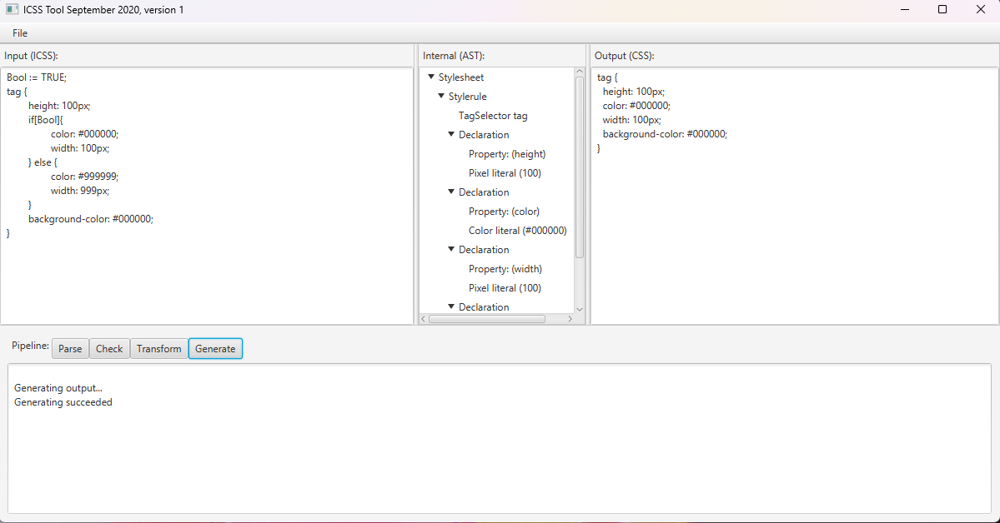 ICSS Tool September 2020, version 1
File
Input (ICSS):
Bool := TRUE;
tag {
height: 100px;
if[Bool]{
color: #000000;
width: 100px;
} else {
color: #999999;
width: 999px;
}
background-color: #000000;
}
Internal (AST):
Stylesheet
Stylerule
TagSelector tag
Declaration
Property: (height)
Pixel literal (100)
Declaration
Property: (color)
Color literal (#000000)
Declaration
Property: (width)
Pixel literal (100)
Declaration
Output (CSS):
tag {
height: 100px;
color: #000000;
width: 100px;
background-color: #000000;
}
Pipeline: Parse Check Transform Generate
Generating output...
Generating succeeded